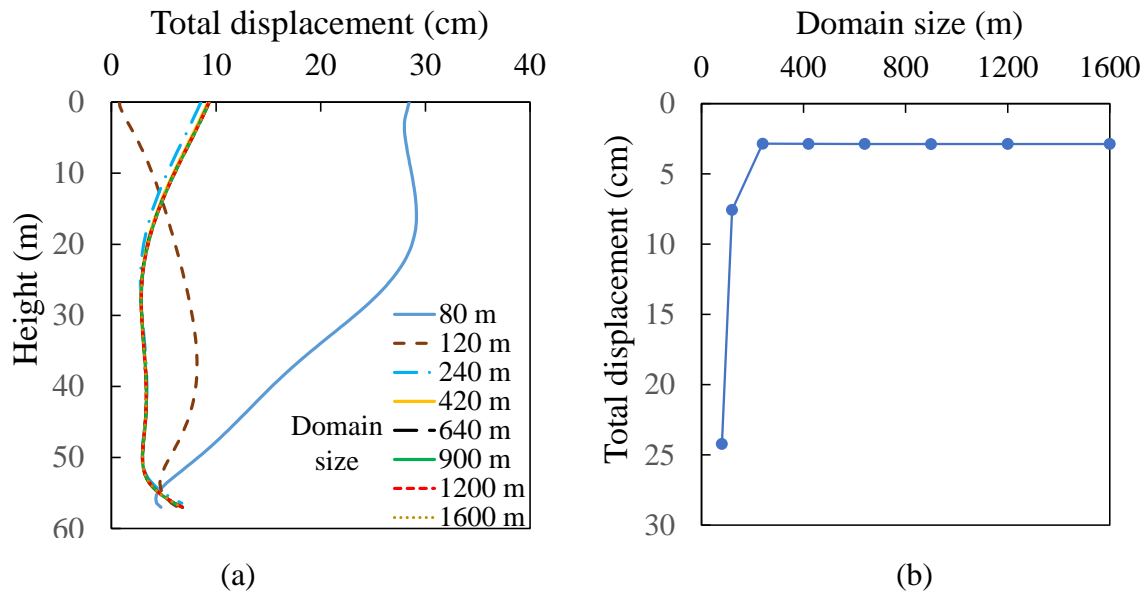 Total displacement (cm)
0 10 20 30 40
0
10
20
30
40
50
60
Height (m)
80 m
120 m
240 m
420 m
640 m
900 m
1200 m
1600 m
Domain
size
(a)
Domain size (m)
0 400 800 1200 1600
0
5
10
15
20
25
30
Total displacement (cm)
(b)